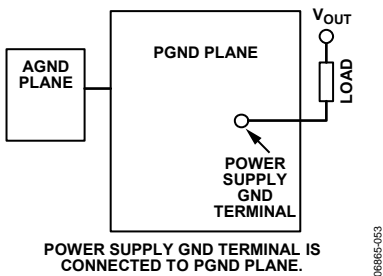 VOUT
AGND
PLANE
PGND PLANE
LOAD
POWER
SUPPLY
GND
TERMINAL
POWER SUPPLY GND TERMINAL IS
CONNECTED TO PGND PLANE.
06865-053